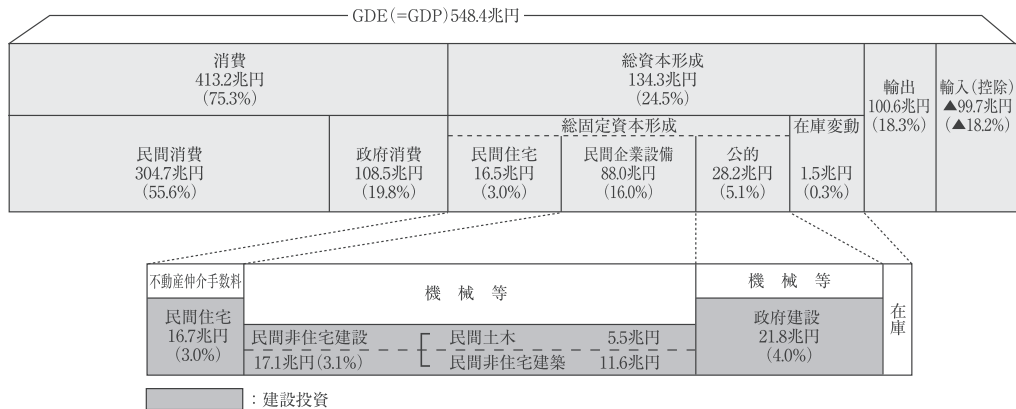 GDE(=GDP)548.4兆円
消費
413.2兆円
(75.3%)
総資本形成
134.3兆円
(24.5%)
輸出
100.6兆円
(18.3%)
輸入(控除)
▲99.7兆円
(▲18.2%)
民間消費
304.7兆円
(55.6%)
政府消費
108.5兆円
(19.8%)
総固定資本形成
民間住宅
16.5兆円
(3.0%)
民間企業設備
88.0兆円
(16.0%)
公的
28.2兆円
(5.1%)
在庫変動
1.5兆円
(0.3%)
不動産仲介手数料
民間住宅
16.7兆円
(3.0%)
機械等
民間非住宅建設
17.1兆円(3.1%)
民間土木 5.5兆円
民間非住宅建築 11.6兆円
機械等
政府建設
21.8兆円
(4.0%)
在庫
:建設投資